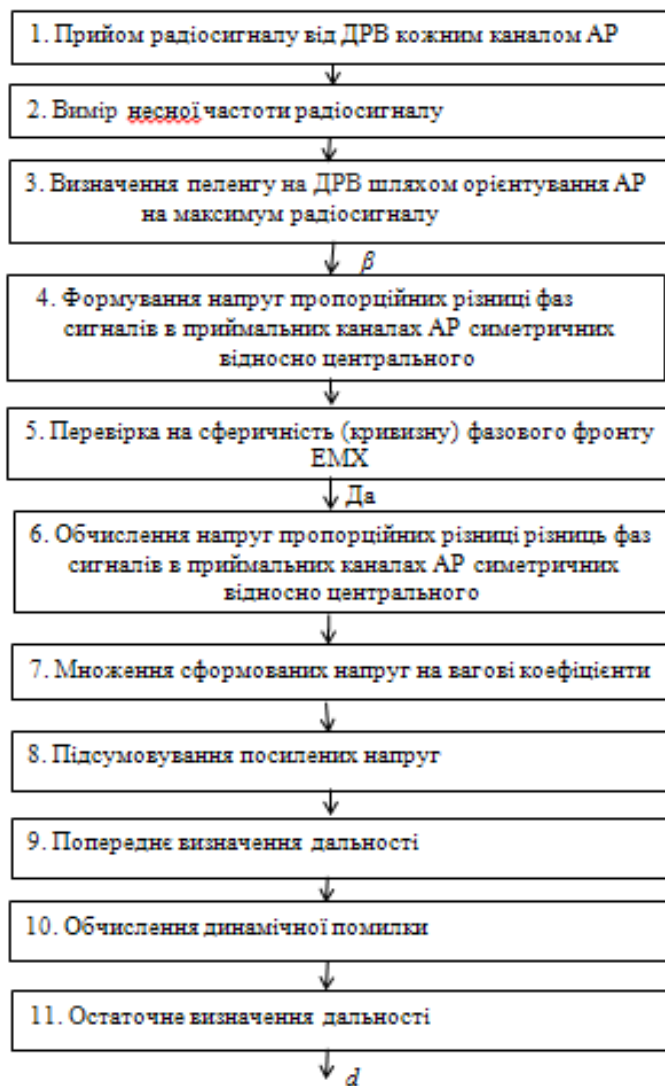 1. Прийом радіосигналу від ДРВ кожним каналом АР
2. Вимір несної частоти радіосигналу
3. Визначення пеленгу на ДРВ шляхом орієнтування АР
на максимум радіосигналу
β
4. Формування напруг пропорційних різниці фаз
сигналів в приймальних каналах АР симетричних
відносно центрального
5. Перевірка на сферичність (кривизну) фазового фронту
ЕМХ
Да
6. Обчислення напруг пропорційних різниці різниць фаз
сигналів в приймальних каналах АР симетричних
відносно центрального
7. Множення сформованих напруг на вагові коефіцієнти
8. Підсумовування посилених напруг
9. Попереднє визначення дальності
10. Обчислення динамічної помилки
11. Остаточне визначення дальності
d